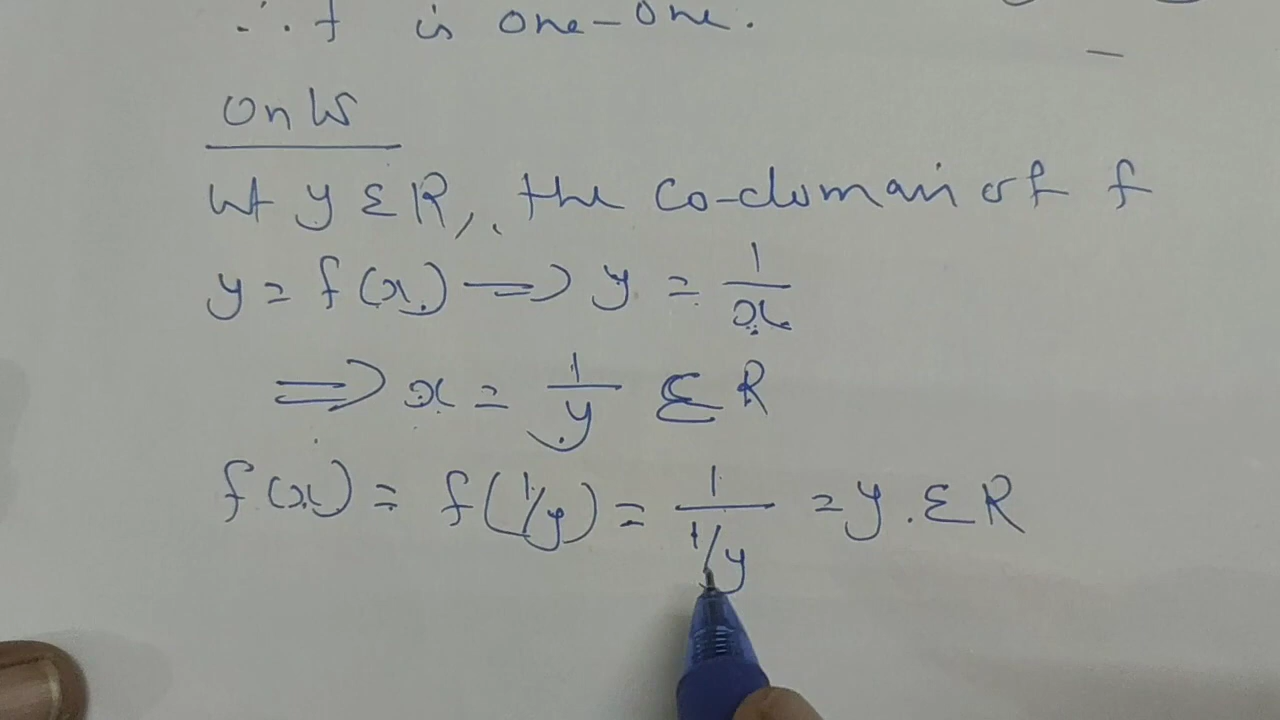 ∴ f is one-one.
Onto
Let y ∈ R, the Co-domain of f
y = f(x) ⟹ y = 1/x
⟹ x = 1/y ∈ R
f(x) = f(1/y) = 1/(1/y) = y. ∈ R